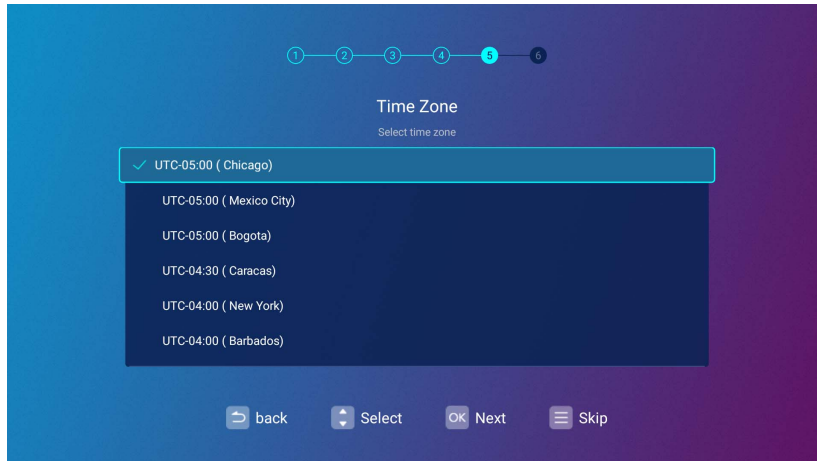 1 2 3 4 5 6
Time Zone
Select time zone
UTC-05:00 ( Chicago)
UTC-05:00 ( Mexico City)
UTC-05:00 ( Bogota)
UTC-04:30 ( Caracas)
UTC-04:00 ( New York)
UTC-04:00 ( Barbados)
back Select OK Next Skip